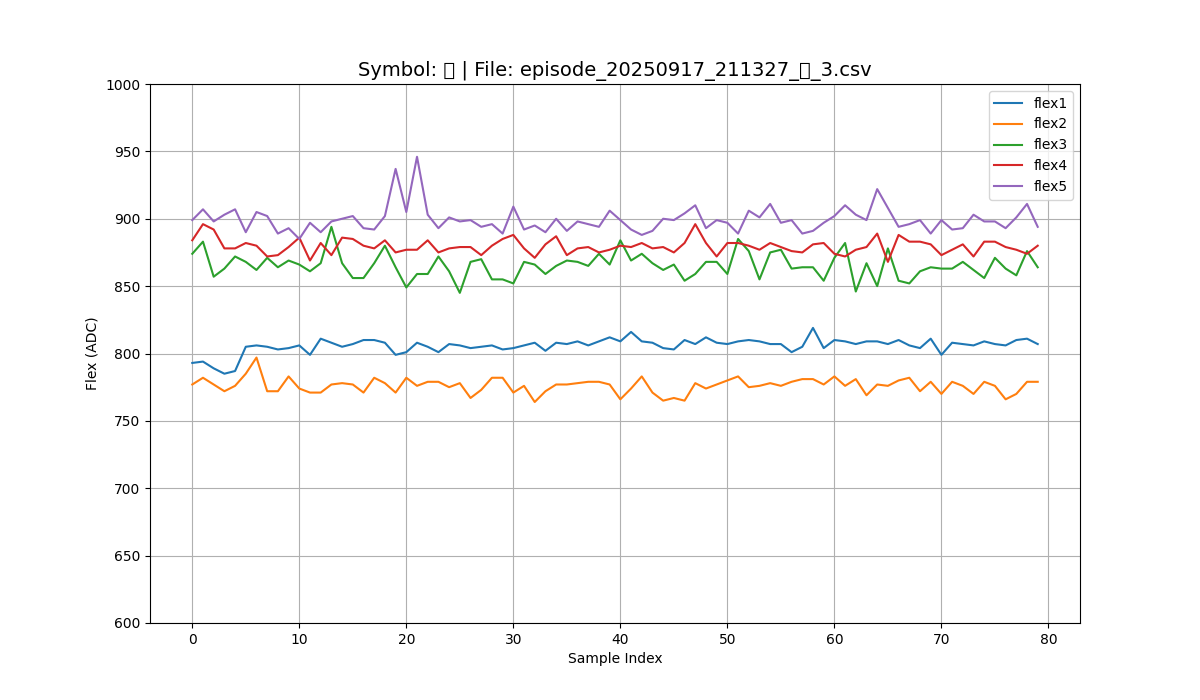 Symbol: ▯ | File: episode_20250917_211327_▯_3.csv
1000
950
900
850
800
750
700
650
600
Flex (ADC)
flex1
flex2
flex3
flex4
flex5
0 10 20 30 40 50 60 70 80
Sample Index